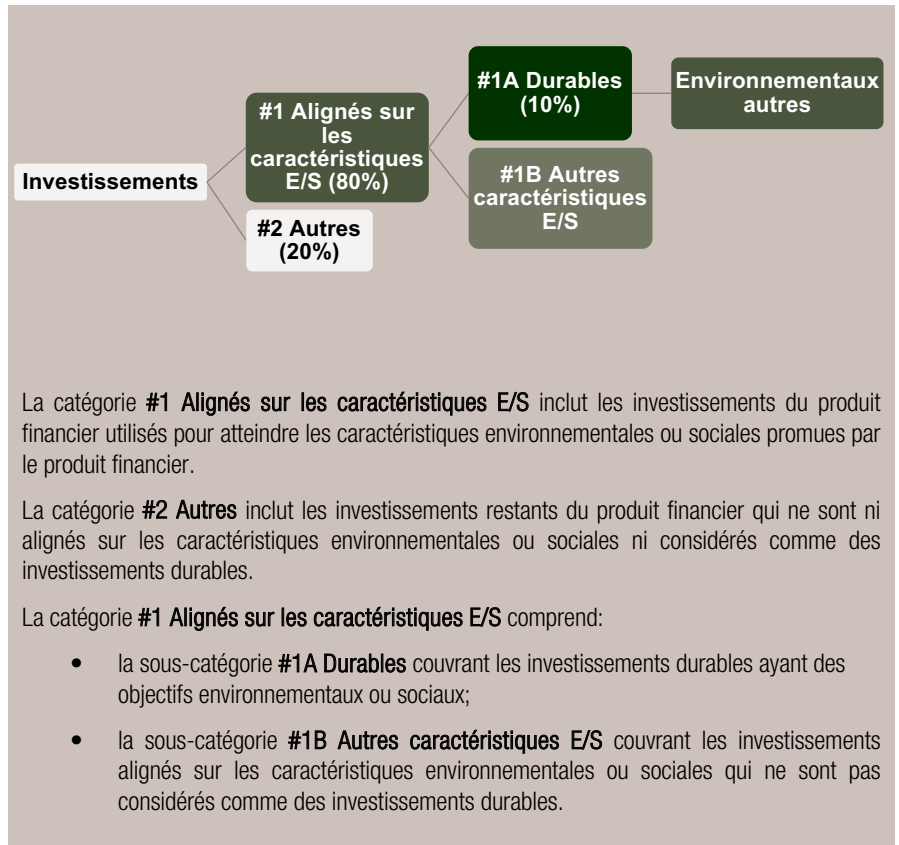 Investissements
#1 Alignés sur
les
caractéristiques
E/S (80%)
#2 Autres
(20%)
#1A Durables
(10%)
#1B Autres
caractéristiques
E/S
Environnementaux
autres
La catégorie #1 Alignés sur les caractéristiques E/S inclut les investissements du produit
financier utilisés pour atteindre les caractéristiques environnementales ou sociales promues par
le produit financier.
La catégorie #2 Autres inclut les investissements restants du produit financier qui ne sont ni
alignés sur les caractéristiques environnementales ou sociales ni considérés comme des
investissements durables.
La catégorie #1 Alignés sur les caractéristiques E/S comprend:
• la sous-catégorie #1A Durables couvrant les investissements durables ayant des
objectifs environnementaux ou sociaux;
• la sous-catégorie #1B Autres caractéristiques E/S couvrant les investissements
alignés sur les caractéristiques environnementales ou sociales qui ne sont pas
considérés comme des investissements durables.